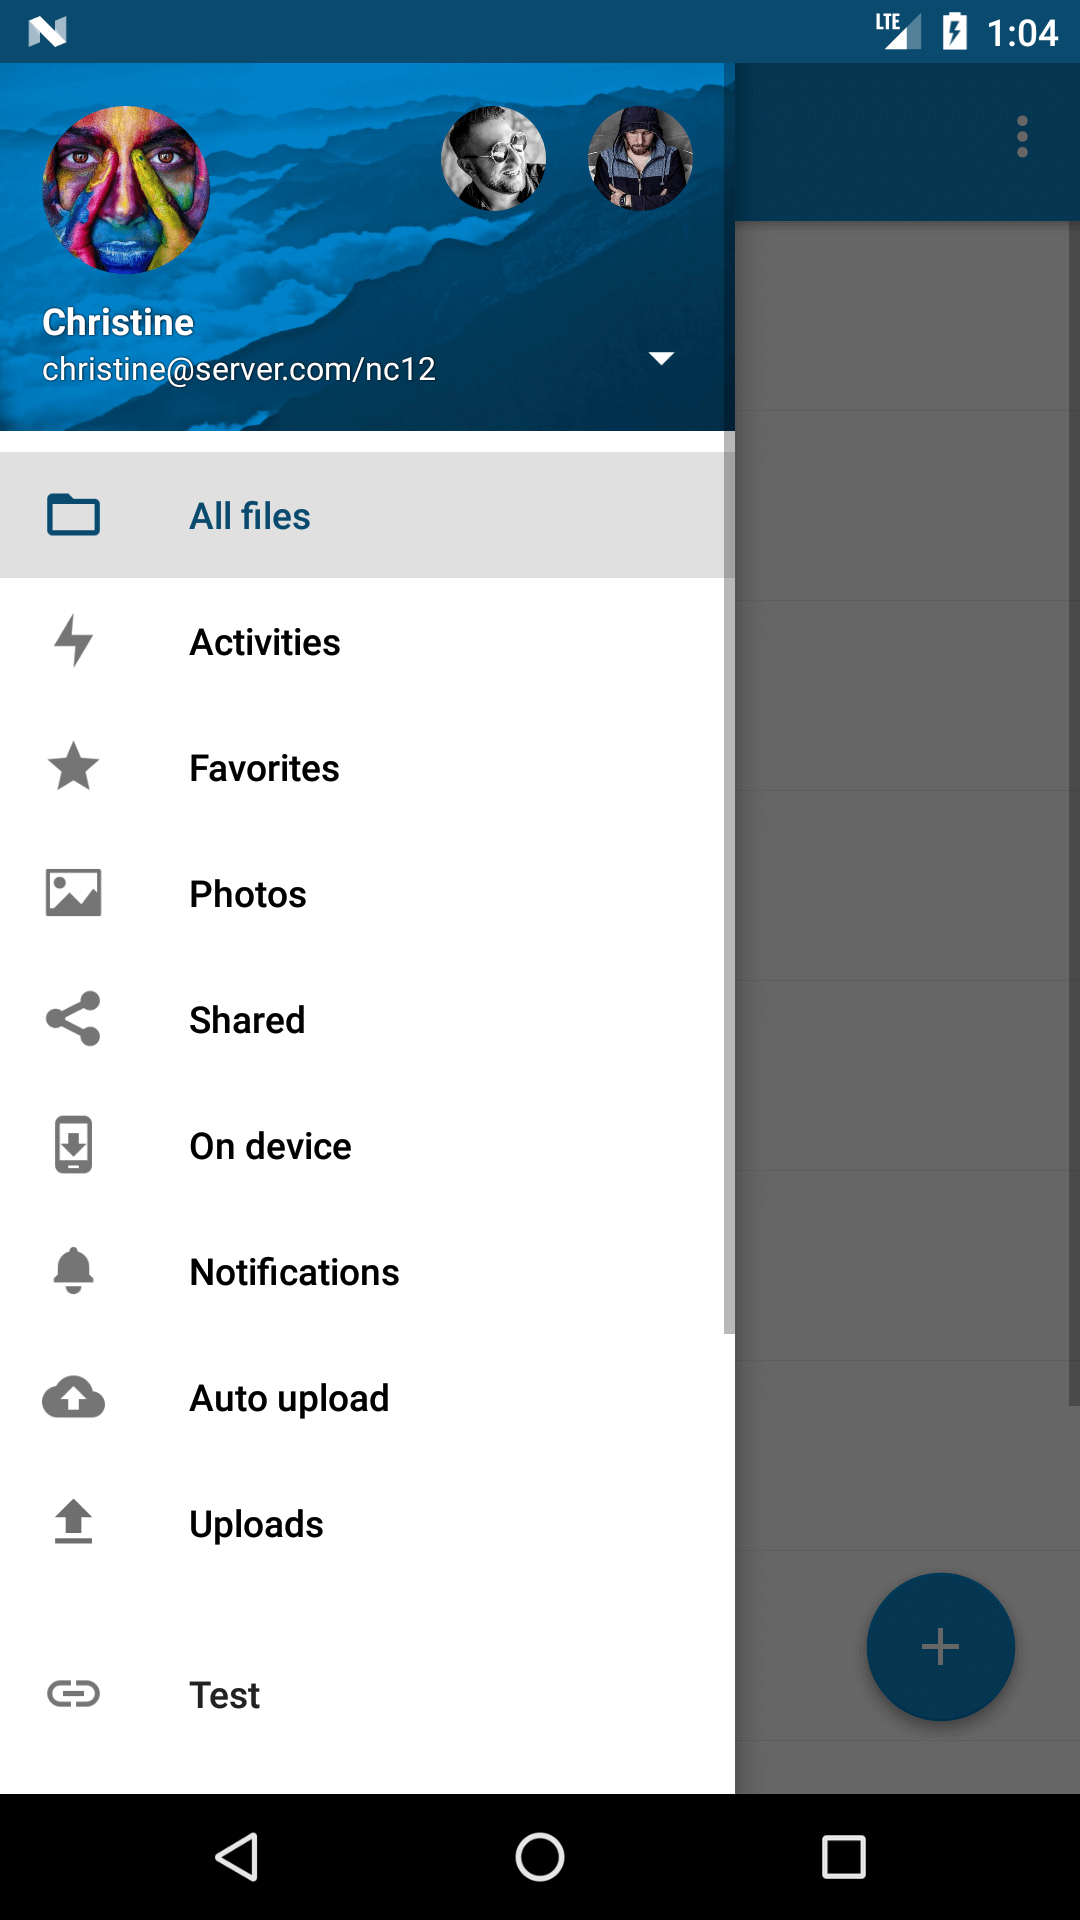 LTE 1:04
Christine
christine@server.com/nc12
All files
Activities
Favorites
Photos
Shared
On device
Notifications
Auto upload
Uploads
Test